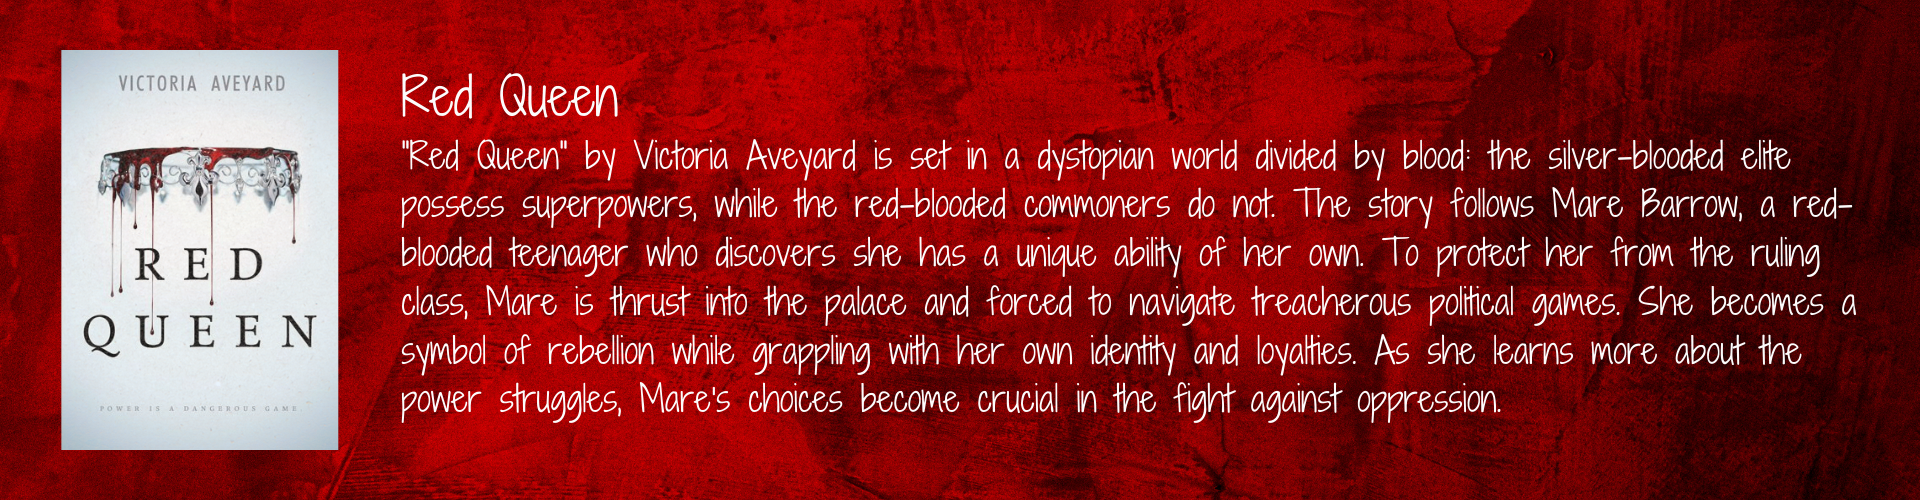 VICTORIA AVEYARD
RED
QUEEN
POWER IS A DANGEROUS GAME.
Red Queen
"Red Queen" by Victoria Aveyard is set in a dystopian world divided by blood: the silver-blooded elite
possess superpowers, while the red-blooded commoners do not. The story follows Mare Barrow, a red-
blooded teenager who discovers she has a unique ability of her own. To protect her from the ruling
class, Mare is thrust into the palace and forced to navigate treacherous political games. She becomes a
symbol of rebellion while grappling with her own identity and loyalties. As she learns more about the
power struggles, Mare's choices become crucial in the fight against oppression.